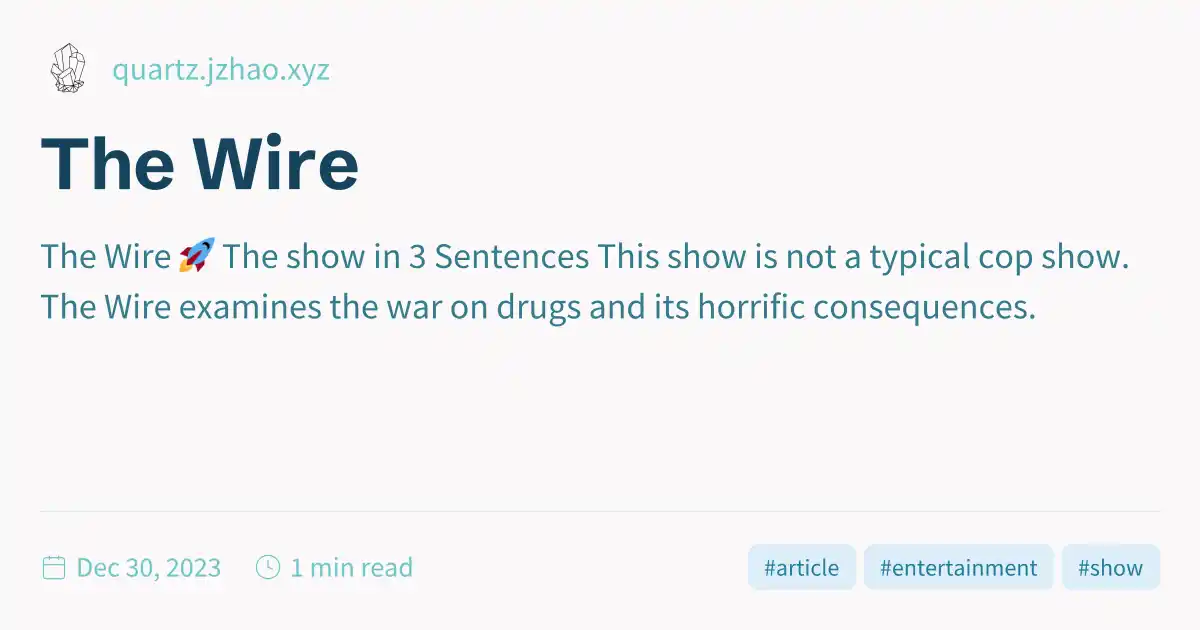 quartz.jzhao.xyz
The Wire
The Wire 🚀 The show in 3 Sentences This show is not a typical cop show.
The Wire examines the war on drugs and its horrific consequences.
Dec 30, 2023 1 min read #article #entertainment #show